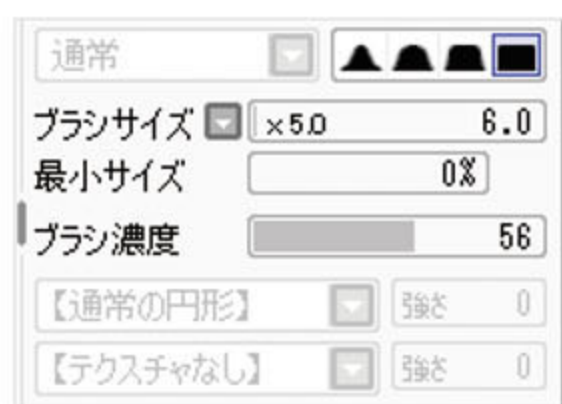 通常
ブラシサイズ ×5.0 6.0
最小サイズ 0%
ブラシ濃度 56
【通常の円形】 強さ 0
【テクスチャなし】 強さ 0